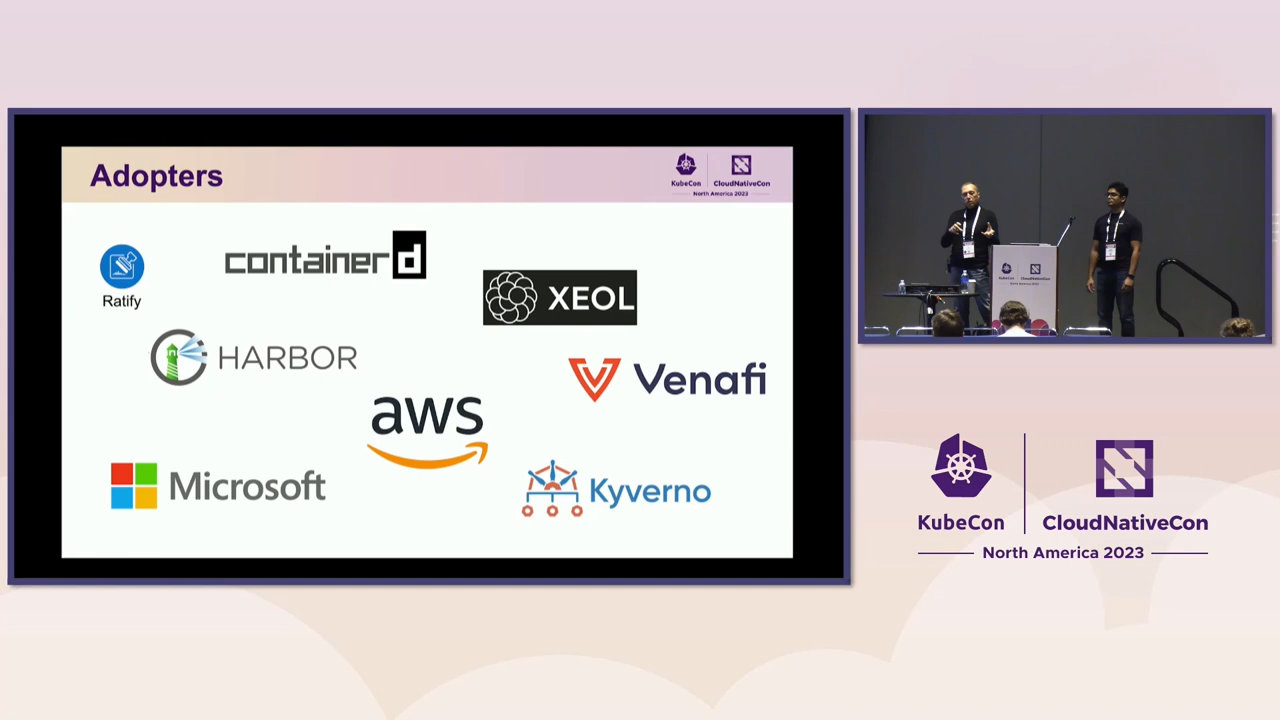 Adopters
KubeCon
CloudNativeCon
North America 2023
Ratify
containerd
XEOL
HARBOR
Venafi
aws
Microsoft
Kyverno
KubeCon
CloudNativeCon
North America 2023